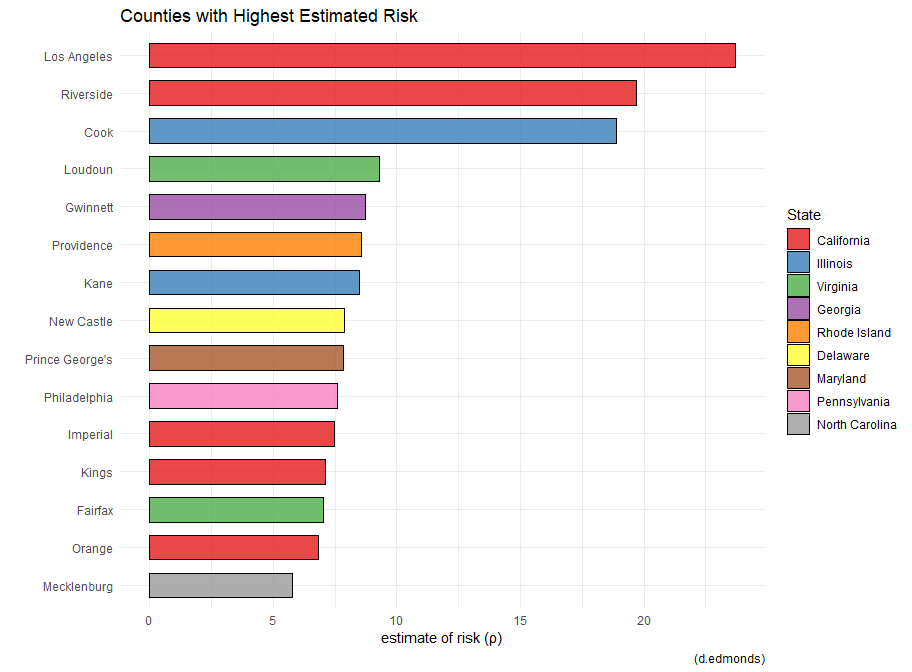 Counties with Highest Estimated Risk
Los Angeles
Riverside
Cook
Loudoun
Gwinnett
Providence
Kane
New Castle
Prince George's
Philadelphia
Imperial
Kings
Fairfax
Orange
Mecklenburg
0 5 10 15 20
estimate of risk (ρ)
State
California
Illinois
Virginia
Georgia
Rhode Island
Delaware
Maryland
Pennsylvania
North Carolina
(d.edmonds)